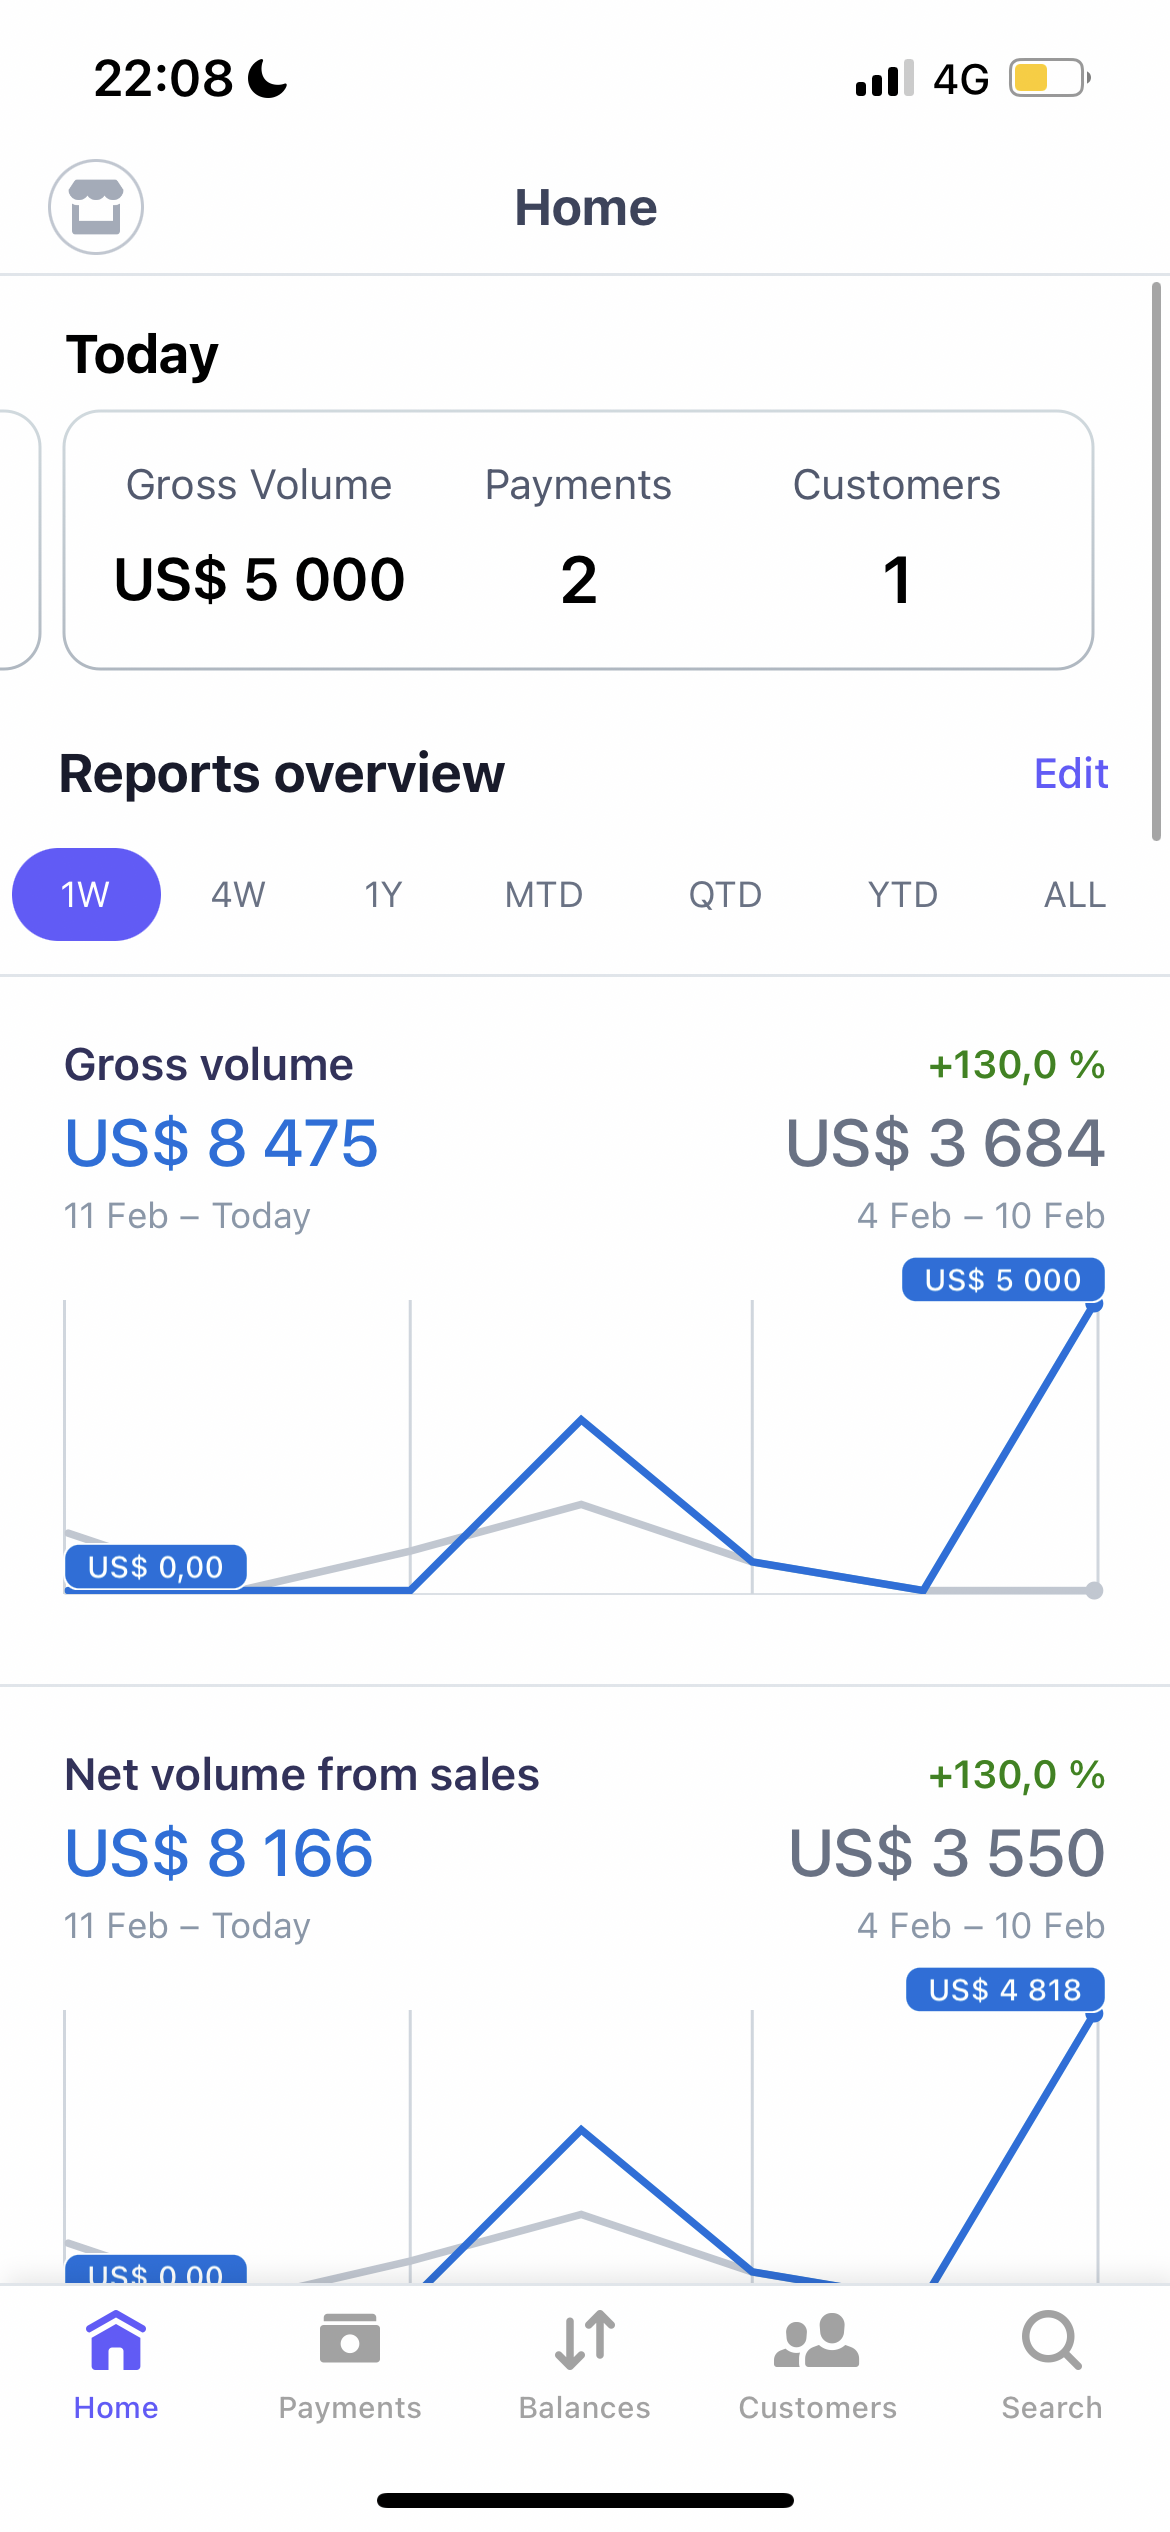 22:08
4G
Home
Today
Gross Volume Payments Customers
US$ 5 000 2 1
Reports overview Edit
1W 4W 1Y MTD QTD YTD ALL
Gross volume +130,0 %
US$ 8 475 US$ 3 684
11 Feb – Today 4 Feb – 10 Feb
US$ 5 000
US$ 0,00
Net volume from sales +130,0 %
US$ 8 166 US$ 3 550
11 Feb – Today 4 Feb – 10 Feb
US$ 4 818
US$ 0,00
Home Payments Balances Customers Search